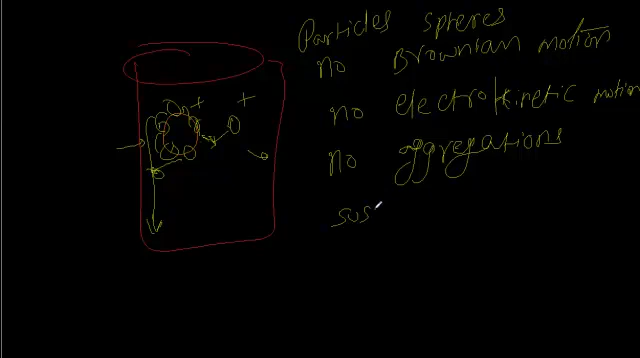 Particles spheres
no Brownian motion
no electrokinetic motion
no aggregations
sus